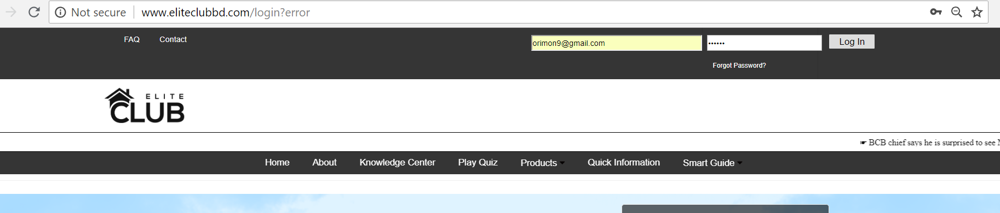 Not secure www.eliteclubbd.com/login?error
FAQ Contact orimon9@gmail.com •••••• Log In
Forgot Password?
ELITE
CLUB
☛ BCB chief says he is surprised to see
Home About Knowledge Center Play Quiz Products Quick Information Smart Guide